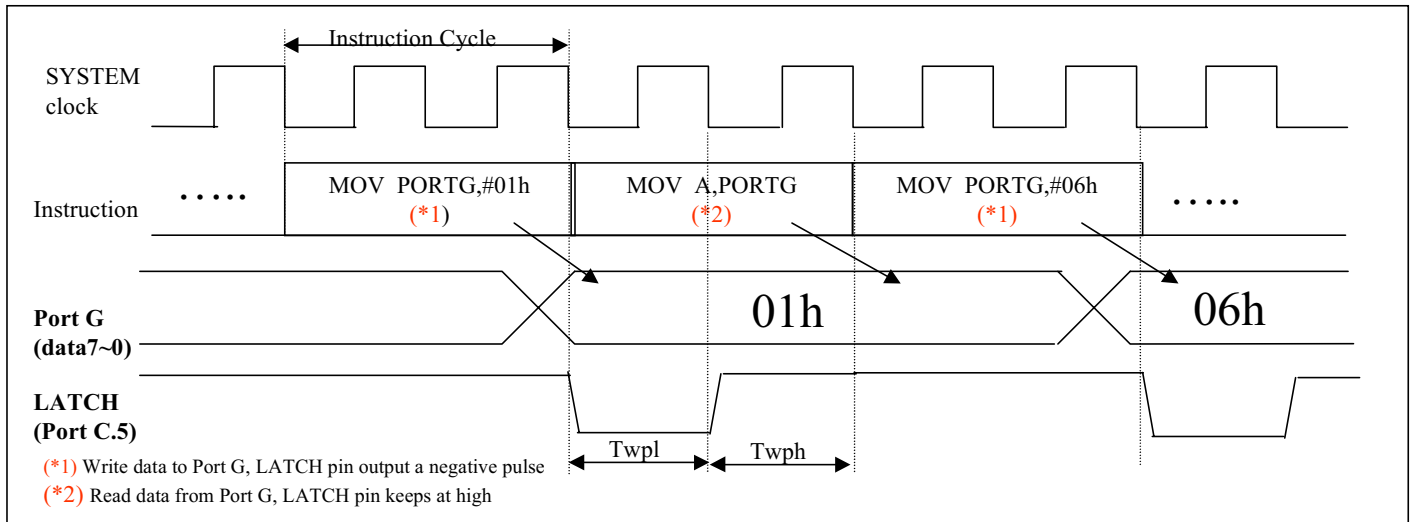 Instruction Cycle
SYSTEM
clock
Instruction
.....
MOV PORTG,#01h
(*1)
MOV A,PORTG
(*2)
MOV PORTG,#06h
(*1)
.....
Port G
(data7~0)
01h
06h
LATCH
(Port C.5)
Twpl
Twph
(*1) Write data to Port G, LATCH pin output a negative pulse
(*2) Read data from Port G, LATCH pin keeps at high